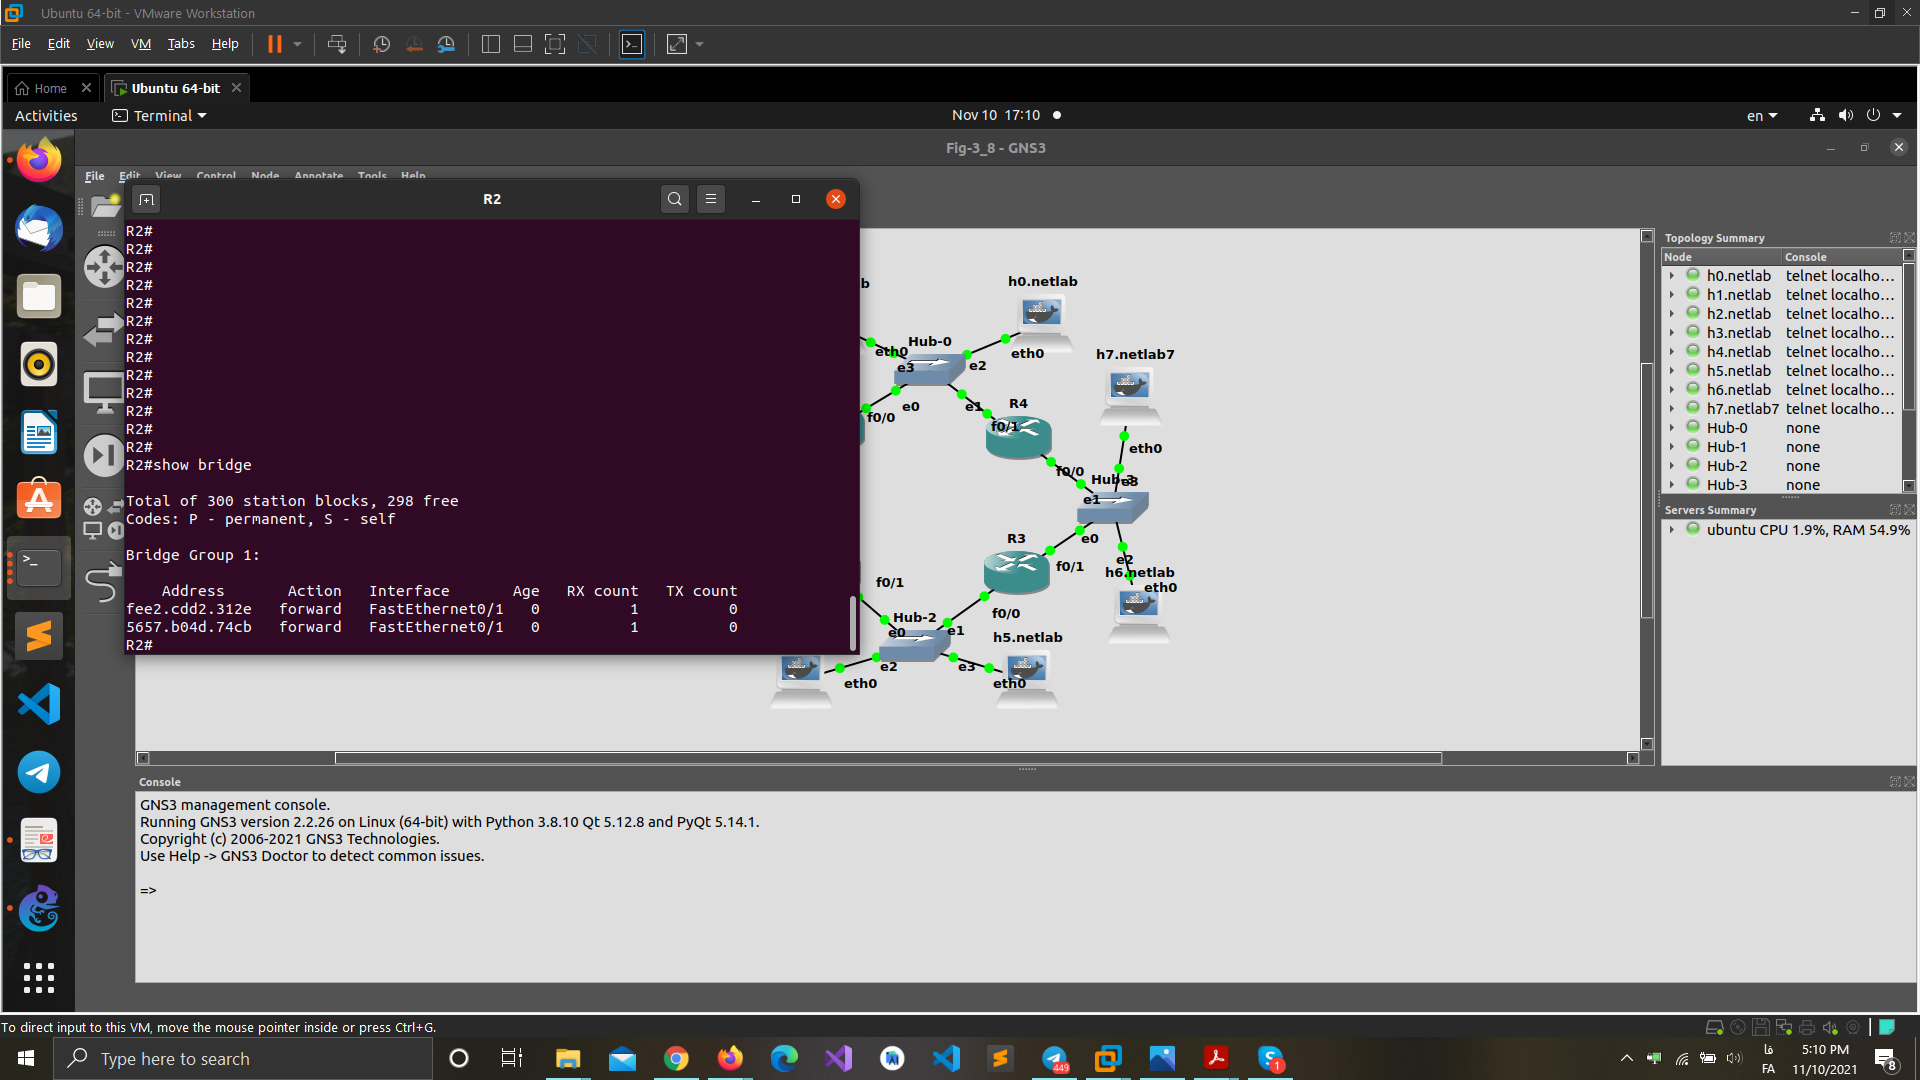 Ubuntu 64-bit - VMware Workstation
File Edit View VM Tabs Help
Home
Ubuntu 64-bit
Activities
Terminal
Nov 10 17:10
en
Fig-3_8 - GNS3
File Edit View Control Node Annotate Tools Help
R2
R2#
R2#
R2#
R2#
R2#
R2#
R2#
R2#
R2#
R2#
R2#
R2#
R2#
R2#show bridge
Total of 300 station blocks, 298 free
Codes: P - permanent, S - self
Bridge Group 1:
Address Action Interface Age RX count TX count
fee2.cdd2.312e forward FastEthernet0/1 0 1 0
5657.b04d.74cb forward FastEthernet0/1 0 1 0
R2#
b
h0.netlab
eth0
Hub-0
eth0
e3
e2
e0
e1
f0/0
h7.netlab7
eth0
R4
f0/1
f0/0
Hub-3
e3
e1
e0
e2
R3
f0/1
f0/0
h6.netlab
eth0
f0/1
Hub-2
e0
e1
e2
e3
h5.netlab
eth0
eth0
Topology Summary
Node Console
h0.netlab telnet localho...
h1.netlab telnet localho...
h2.netlab telnet localho...
h3.netlab telnet localho...
h4.netlab telnet localho...
h5.netlab telnet localho...
h6.netlab telnet localho...
h7.netlab7 telnet localho...
Hub-0 none
Hub-1 none
Hub-2 none
Hub-3 none
Servers Summary
ubuntu CPU 1.9%, RAM 54.9%
Console
GNS3 management console.
Running GNS3 version 2.2.26 on Linux (64-bit) with Python 3.8.10 Qt 5.12.8 and PyQt 5.14.1.
Copyright (c) 2006-2021 GNS3 Technologies.
Use Help -> GNS3 Doctor to detect common issues.
=>
To direct input to this VM, move the mouse pointer inside or press Ctrl+G.
Type here to search
449
1
فا
FA
5:10 PM
11/10/2021
8